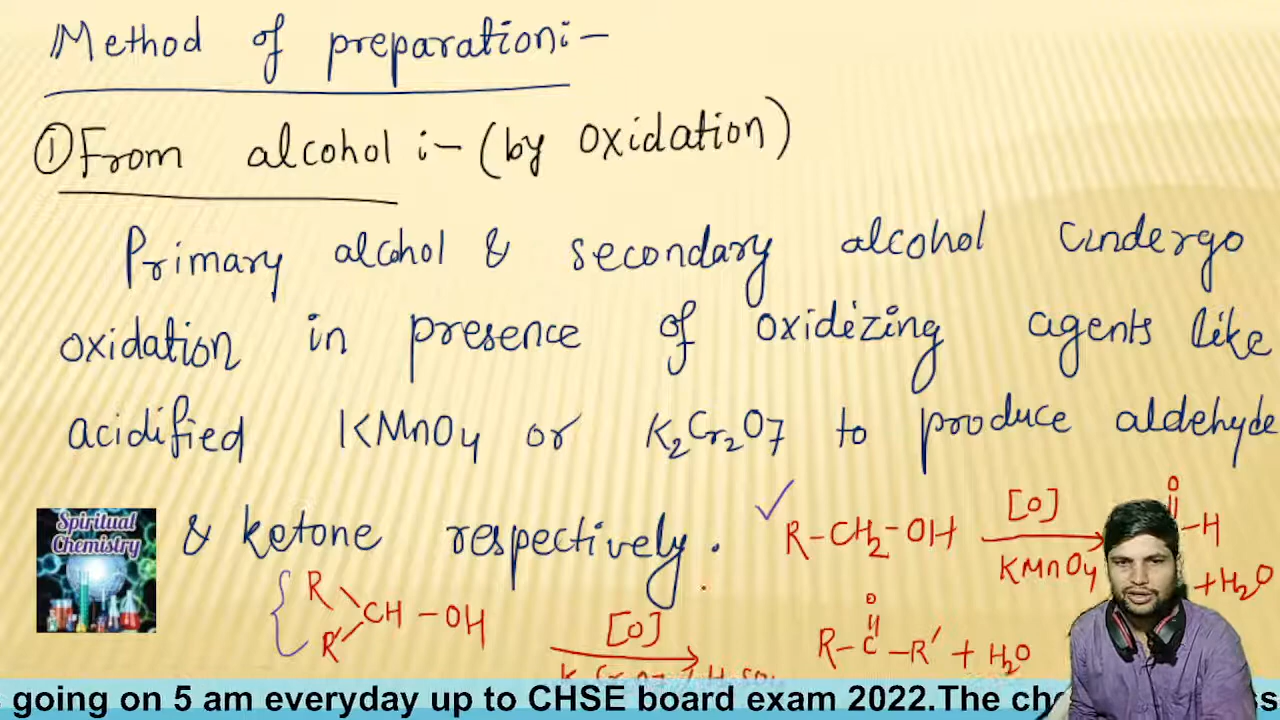 Method of preparation:-
① From alcohol :- (by oxidation)
Primary alcohol & secondary alcohol undergo
oxidation in presence of oxidizing agents like
acidified KMnO4 or K2Cr2O7 to produce aldehyde
& ketone respectively.
Spiritual
Chemistry
✓ R-CH2-OH [O] KMnO4
O
-H
+H2O
R
R'
CH-OH
[O]
O
R-C-R' + H2O
going on 5 am everyday up to CHSE board exam 2022.The